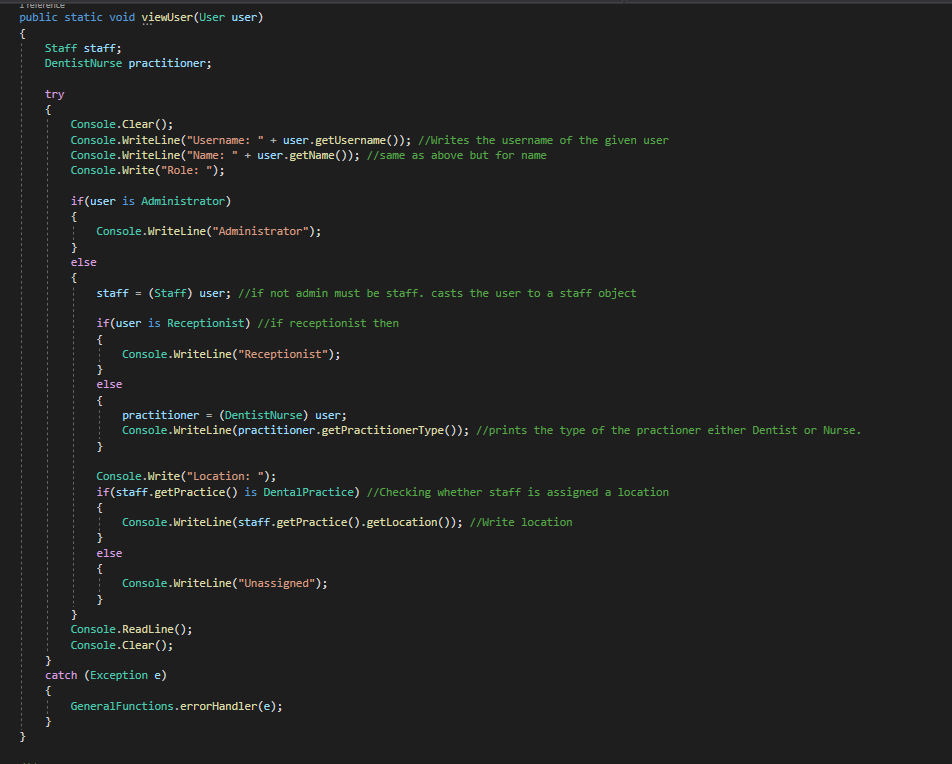 1 reference
public static void viewUser(User user)
{
Staff staff;
DentistNurse practitioner;
try
{
Console.Clear();
Console.WriteLine("Username: " + user.getUsername()); //Writes the username of the given user
Console.WriteLine("Name: " + user.getName()); //same as above but for name
Console.Write("Role: ");
if(user is Administrator)
{
Console.WriteLine("Administrator");
}
else
{
staff = (Staff) user; //if not admin must be staff. casts the user to a staff object
if(user is Receptionist) //if receptionist then
{
Console.WriteLine("Receptionist");
}
else
{
practitioner = (DentistNurse) user;
Console.WriteLine(practitioner.getPractitionerType()); //prints the type of the practioner either Dentist or Nurse.
}
Console.Write("Location: ");
if(staff.getPractice() is DentalPractice) //Checking whether staff is assigned a location
{
Console.WriteLine(staff.getPractice().getLocation()); //Write location
}
else
{
Console.WriteLine("Unassigned");
}
}
Console.ReadLine();
Console.Clear();
}
catch (Exception e)
{
GeneralFunctions.errorHandler(e);
}
}